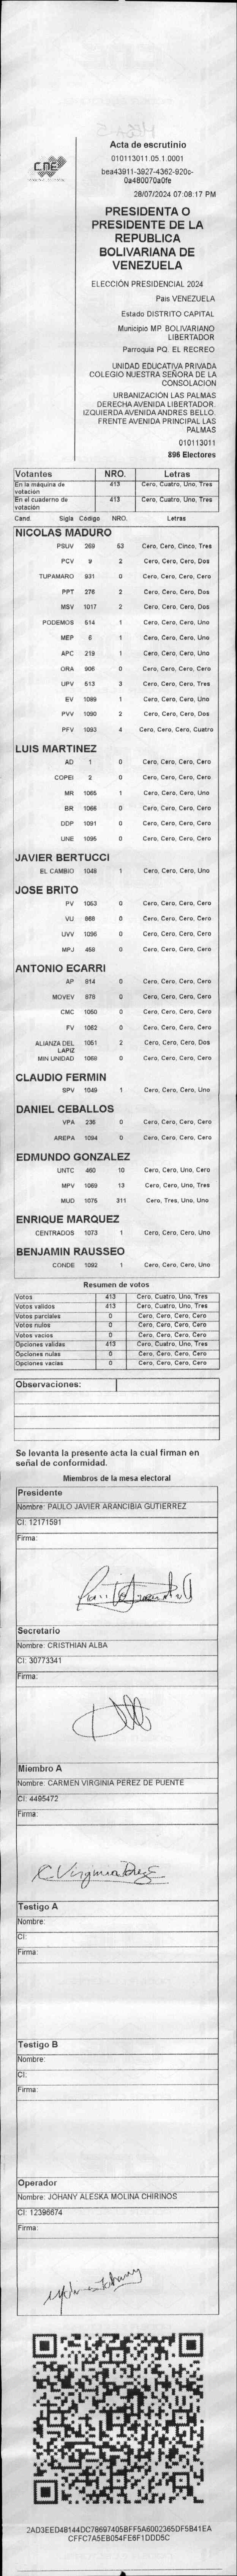 MESA-5
CNE
Acta de escrutinio
010113011.05.1.0001
bea43911-3927-4362-920c-
0a480070a0fe
28/07/2024 07:08:17 PM
PRESIDENTA O
PRESIDENTE DE LA
REPUBLICA
BOLIVARIANA DE
VENEZUELA
ELECCIÓN PRESIDENCIAL 2024
Pais VENEZUELA
Estado DISTRITO CAPITAL
Municipio MP. BOLIVARIANO
LIBERTADOR
Parroquia PQ. EL RECREO
UNIDAD EDUCATIVA PRIVADA
COLEGIO NUESTRA SEÑORA DE LA
CONSOLACION
URBANIZACIÓN LAS PALMAS
DERECHA AVENIDA LIBERTADOR.
IZQUIERDA AVENIDA ANDRES BELLO.
FRENTE AVENIDA PRINCIPAL LAS
PALMAS
010113011
896 Electores
Votantes NRO. Letras
En la máquina de votación 413 Cero, Cuatro, Uno, Tres
En el cuaderno de votación 413 Cero, Cuatro, Uno, Tres
Cand. Sigla Código NRO. Letras
NICOLAS MADURO
PSUV 269 53 Cero, Cero, Cinco, Tres
PCV 9 2 Cero, Cero, Cero, Dos
TUPAMARO 931 0 Cero, Cero, Cero, Cero
PPT 276 2 Cero, Cero, Cero, Dos
MSV 1017 2 Cero, Cero, Cero, Dos
PODEMOS 514 1 Cero, Cero, Cero, Uno
MEP 6 1 Cero, Cero, Cero, Uno
APC 219 1 Cero, Cero, Cero, Uno
ORA 906 0 Cero, Cero, Cero, Cero
UPV 513 3 Cero, Cero, Cero, Tres
EV 1089 1 Cero, Cero, Cero, Uno
PVV 1090 2 Cero, Cero, Cero, Dos
PFV 1093 4 Cero, Cero, Cero, Cuatro
LUIS MARTINEZ
AD 1 0 Cero, Cero, Cero, Cero
COPEI 2 0 Cero, Cero, Cero, Cero
MR 1065 1 Cero, Cero, Cero, Uno
BR 1066 0 Cero, Cero, Cero, Cero
DDP 1091 0 Cero, Cero, Cero, Cero
UNE 1095 0 Cero, Cero, Cero, Cero
JAVIER BERTUCCI
EL CAMBIO 1048 1 Cero, Cero, Cero, Uno
JOSE BRITO
PV 1053 0 Cero, Cero, Cero, Cero
VU 868 0 Cero, Cero, Cero, Cero
UVV 1096 0 Cero, Cero, Cero, Cero
MPJ 458 0 Cero, Cero, Cero, Cero
ANTONIO ECARRI
AP 914 0 Cero, Cero, Cero, Cero
MOVEV 878 0 Cero, Cero, Cero, Cero
CMC 1050 0 Cero, Cero, Cero, Cero
FV 1062 0 Cero, Cero, Cero, Cero
ALIANZA DEL LAPIZ 1051 2 Cero, Cero, Cero, Dos
MIN UNIDAD 1068 0 Cero, Cero, Cero, Cero
CLAUDIO FERMIN
SPV 1049 1 Cero, Cero, Cero, Uno
DANIEL CEBALLOS
VPA 236 0 Cero, Cero, Cero, Cero
AREPA 1094 0 Cero, Cero, Cero, Cero
EDMUNDO GONZALEZ
UNTC 460 10 Cero, Cero, Uno, Cero
MPV 1069 13 Cero, Cero, Uno, Tres
MUD 1075 311 Cero, Tres, Uno, Uno
ENRIQUE MARQUEZ
CENTRADOS 1073 1 Cero, Cero, Cero, Uno
BENJAMIN RAUSSEO
CONDE 1092 1 Cero, Cero, Cero, Uno
Resumen de votos
Votos 413 Cero, Cuatro, Uno, Tres
Votos validos 413 Cero, Cuatro, Uno, Tres
Votos parciales 0 Cero, Cero, Cero, Cero
Votos nulos 0 Cero, Cero, Cero, Cero
Votos vacios 0 Cero, Cero, Cero, Cero
Opciones validas 413 Cero, Cuatro, Uno, Tres
Opciones nulas 0 Cero, Cero, Cero, Cero
Opciones vacias 0 Cero, Cero, Cero, Cero
Observaciones:
Se levanta la presente acta la cual firman en
señal de conformidad.
Miembros de la mesa electoral
Presidente
Nombre: PAULO JAVIER ARANCIBIA GUTIERREZ
CI: 12171591
Firma:
Secretario
Nombre: CRISTHIAN ALBA
CI: 30773341
Firma:
Miembro A
Nombre: CARMEN VIRGINIA PEREZ DE PUENTE
CI: 4495472
Firma:
C. Virginia Perez
Testigo A
Nombre:
CI:
Firma:
Testigo B
Nombre:
CI:
Firma:
Operador
Nombre: JOHANY ALESKA MOLINA CHIRINOS
CI: 12396674
Firma:
2AD3EED48144DC78697405BFF5A6002365DF5B41EA
CFFC7A5EB054FE6F1DDD5C